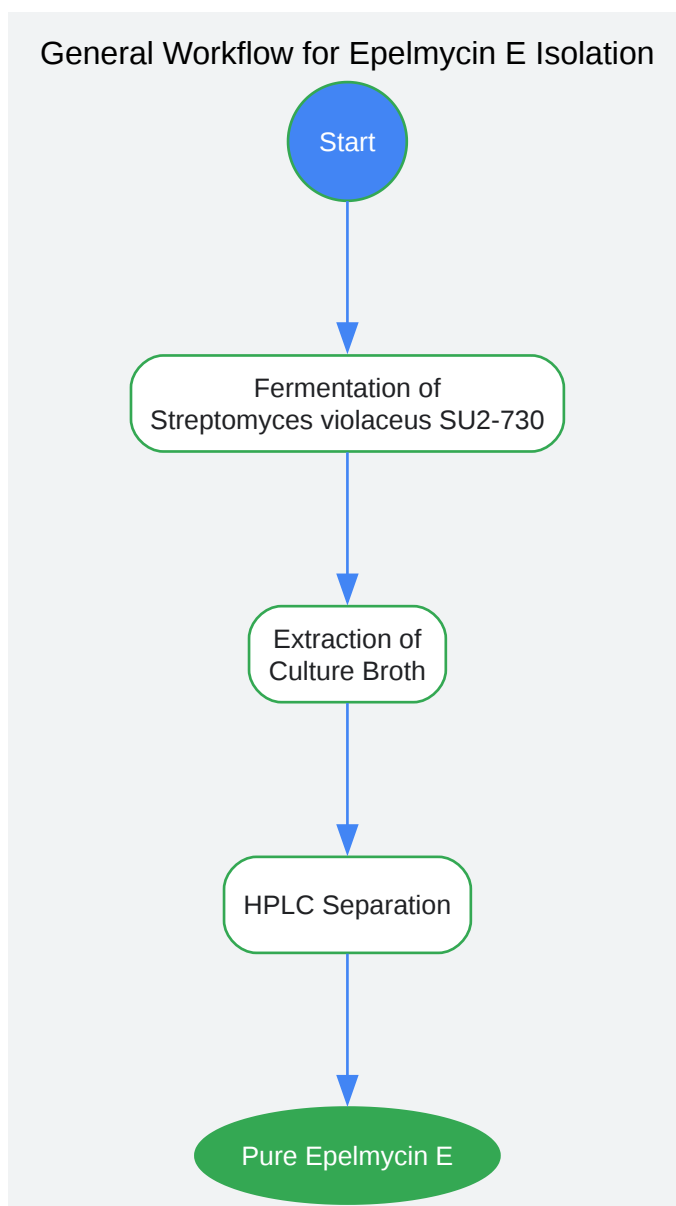 General Workflow for Epelmycin E Isolation
Start
Fermentation of
Streptomyces violaceus SU2-730
Extraction of
Culture Broth
HPLC Separation
Pure Epelmycin E